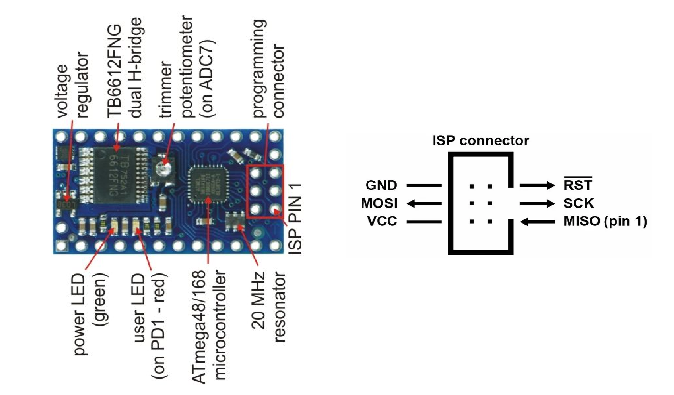 voltage
regulator
TB6612FNG
dual H-bridge
trimmer
potentiometer
(on ADC7)
programming
connector
ISP PIN 1
power LED
(green)
user LED
(on PD1 - red)
ATmega48/168
microcontroller
20 MHz
resonator
ISP connector
GND
MOSI
VCC
RST
SCK
MISO (pin 1)